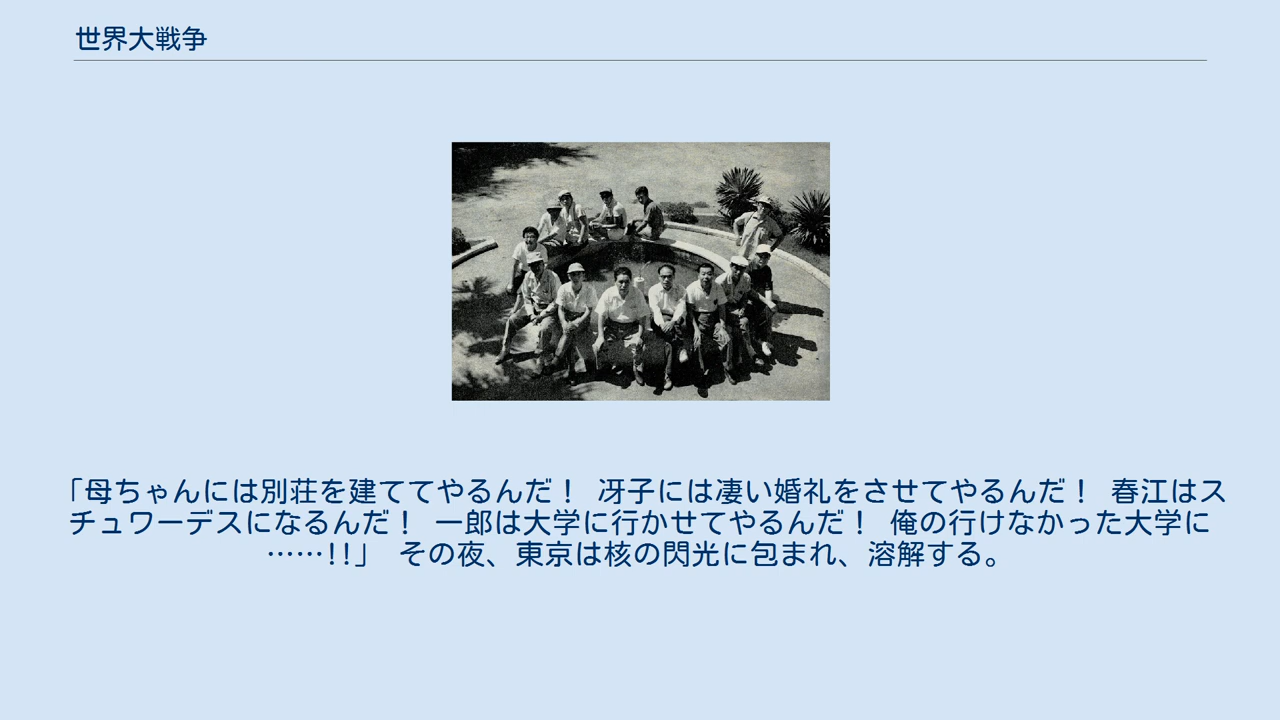 世界大戦争
「母ちゃんには別荘を建ててやるんだ！ 冴子には凄い婚礼をさせてやるんだ！ 春江はス
チュワーデスになるんだ！ 一郎は大学に行かせてやるんだ！ 俺の行けなかった大学に
……!!」 その夜、東京は核の閃光に包まれ、溶解する。